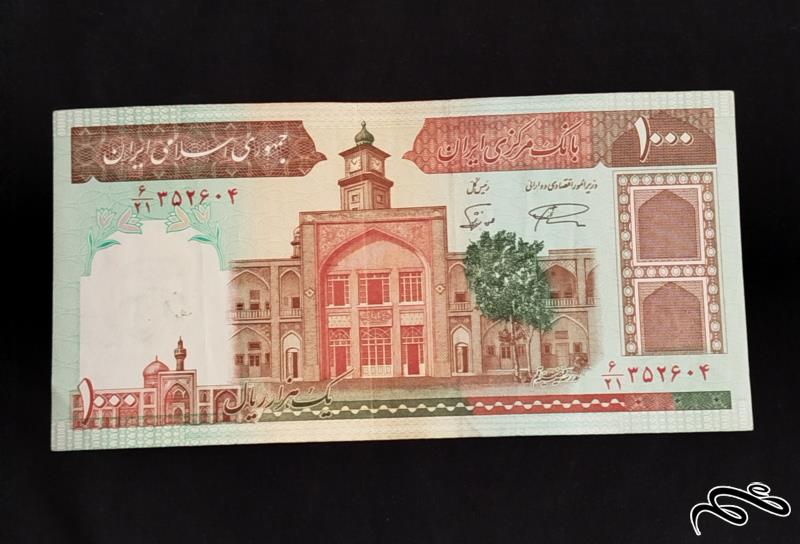 بانک مرکزی ایران
جمهوری اسلامی ایران
۱۰۰۰
وزیر امور اقتصادی و دارائی
رئیس کل
۶/۲۱ ۳۵۲۶۰۴
۶/۲۱ ۳۵۲۶۰۴
یک هزار ریال
۱۰۰۰